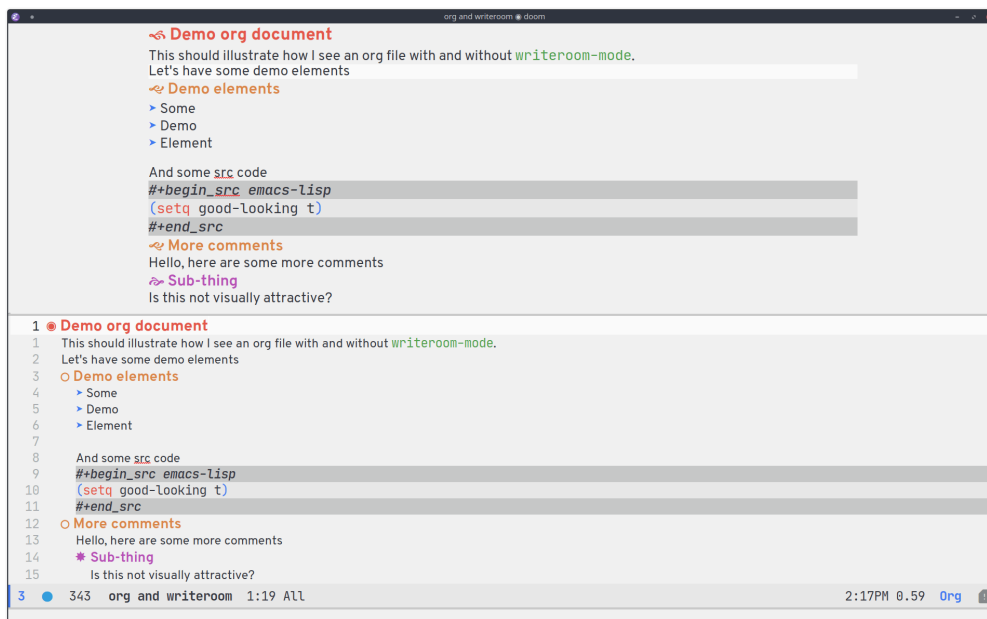 org and writeroom ◉ doom
Demo org document
This should illustrate how I see an org file with and without writeroom-mode.
Let's have some demo elements
Demo elements
➤ Some
➤ Demo
➤ Element
And some src code
#+begin_src emacs-lisp
(setq good-looking t)
#+end_src
More comments
Hello, here are some more comments
Sub-thing
Is this not visually attractive?
1 ◉ Demo org document
1 This should illustrate how I see an org file with and without writeroom-mode.
2 Let's have some demo elements
3 ○ Demo elements
4 ➤ Some
5 ➤ Demo
6 ➤ Element
7
8 And some src code
9 #+begin_src emacs-lisp
10 (setq good-looking t)
11 #+end_src
12 ○ More comments
13 Hello, here are some more comments
14 ✸ Sub-thing
15 Is this not visually attractive?
3 343 org and writeroom 1:19 All 2:17PM 0.59 Org